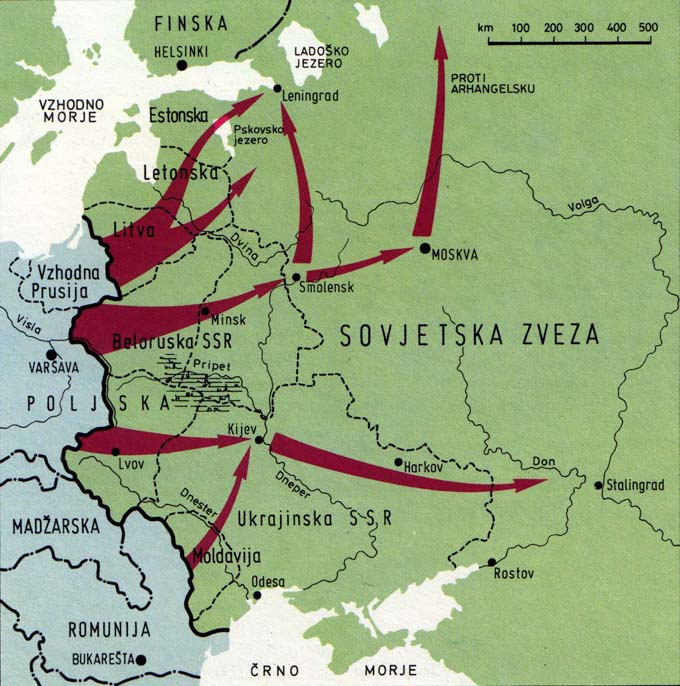 FINSKA
HELSINKI
LADOŠKO
JEZERO
km 0 100 200 300 400 500
PROTI
ARHANGELSKU
VZHODNO
MORJE
Leningrad
Estonska
Pskovsko
jezero
Letonska
Volga
Litva
Dvina
MOSKVA
Vzhodna
Prusija
Smolensk
Visla
Minsk
SOVJETSKA ZVEZA
Beloruska SSR
VARŠAVA
Pripet
POLJSKA
Kijev
Lvov
Harkov
Don
Stalingrad
Dnester
Dneper
MADŽARSKA
Ukrajinska SSR
Moldavija
Rostov
Odesa
ROMUNIJA
BUKAREŠTA
ČRNO MORJE